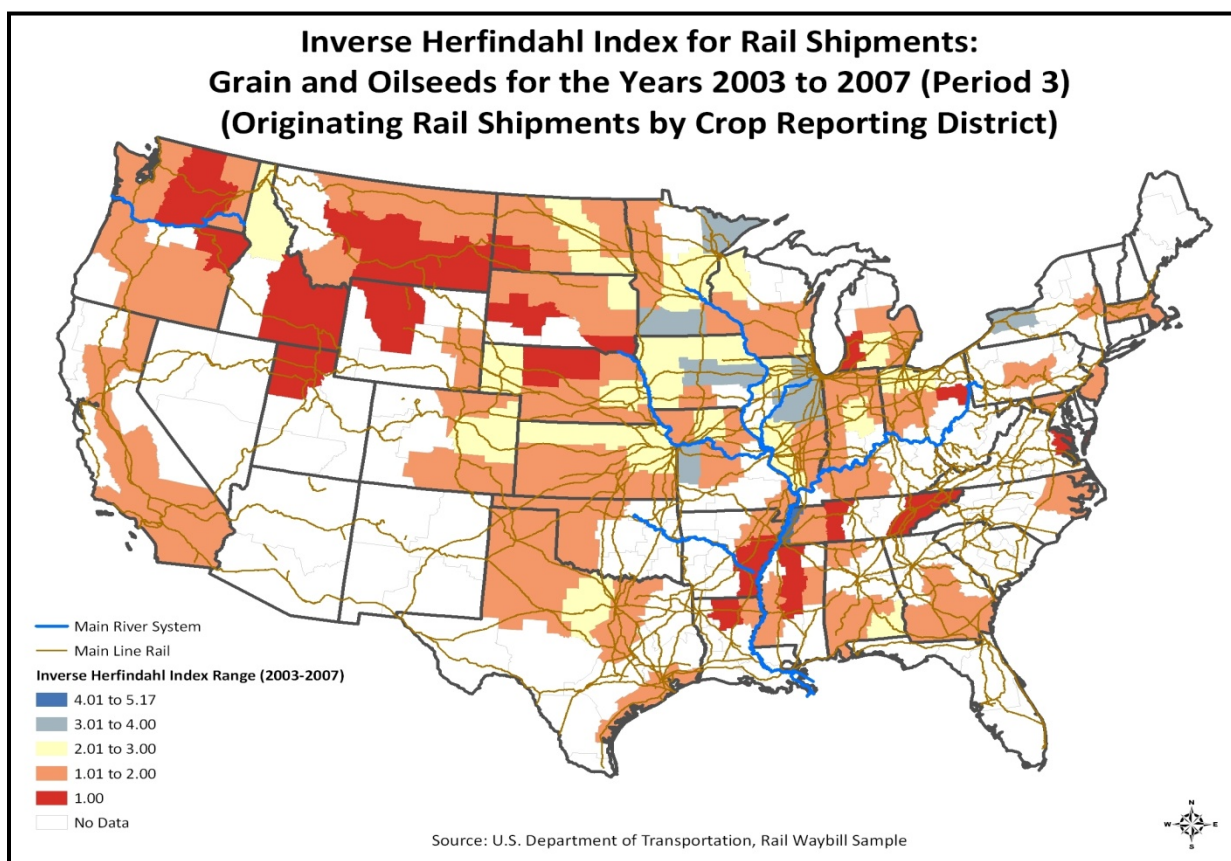 Inverse Herfindahl Index for Rail Shipments:
Grain and Oilseeds for the Years 2003 to 2007 (Period 3)
(Originating Rail Shipments by Crop Reporting District)
Main River System
Main Line Rail
Inverse Herfindahl Index Range (2003-2007)
4.01 to 5.17
3.01 to 4.00
2.01 to 3.00
1.01 to 2.00
1.00
No Data
Source: U.S. Department of Transportation, Rail Waybill Sample
N
W E
S